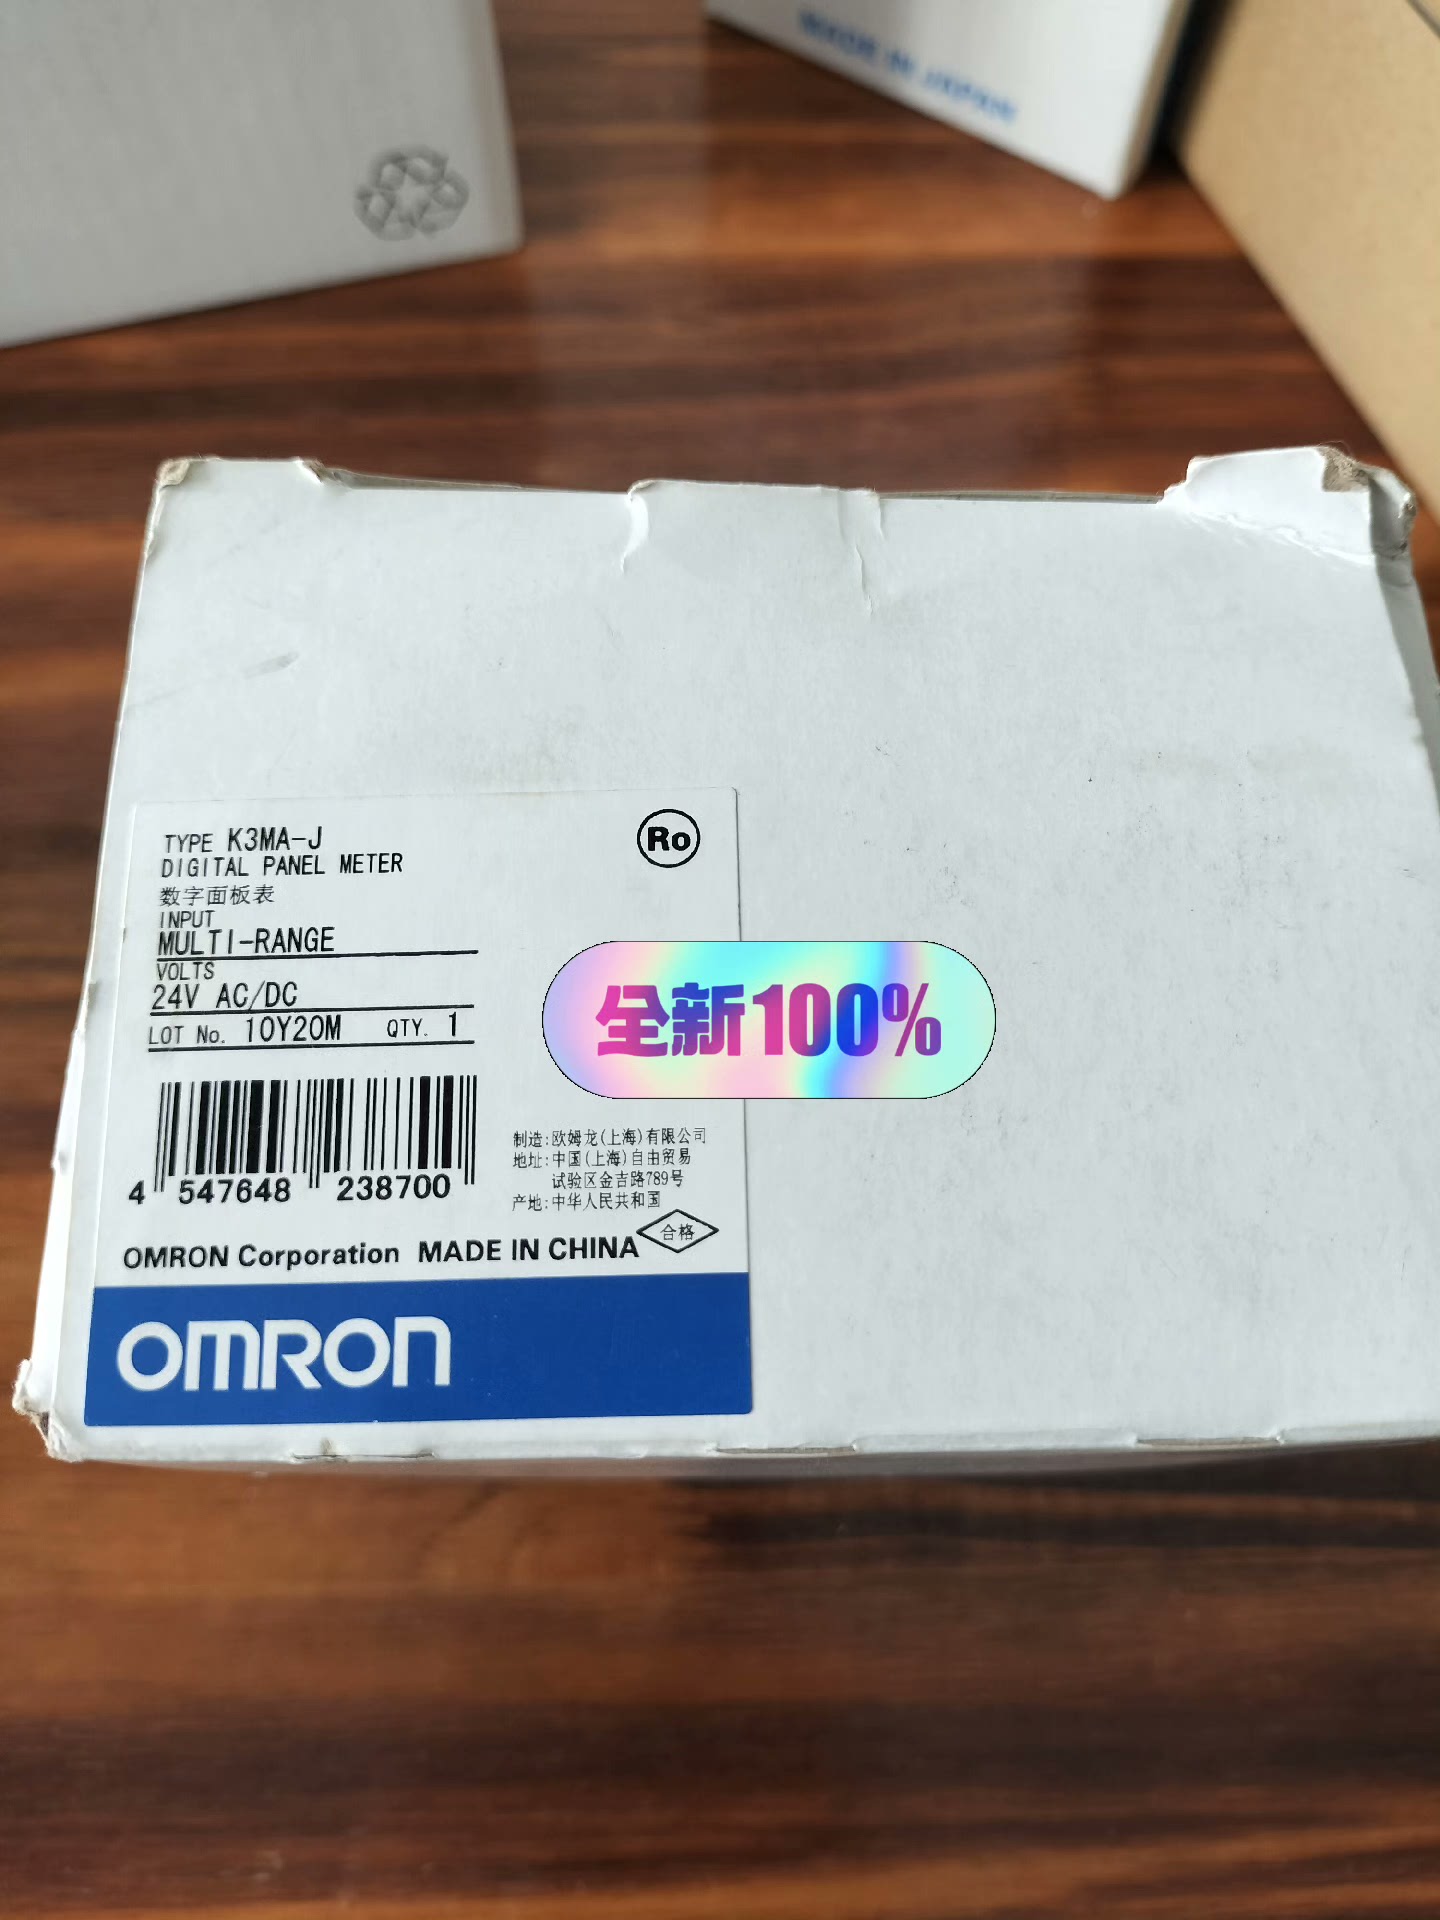 MADE IN JAPAN
TYPE K3MA-J
DIGITAL PANEL METER
数字面板表
INPUT
MULTI-RANGE
VOLTS
24V AC/DC
LOT No. 10Y20M QTY. 1
Ro
全新100%
4 547648 238700
制造:欧姆龙(上海)有限公司
地址:中国(上海)自由贸易
试验区金吉路789号
产地:中华人民共和国
合格
OMRON Corporation MADE IN CHINA
OMRON